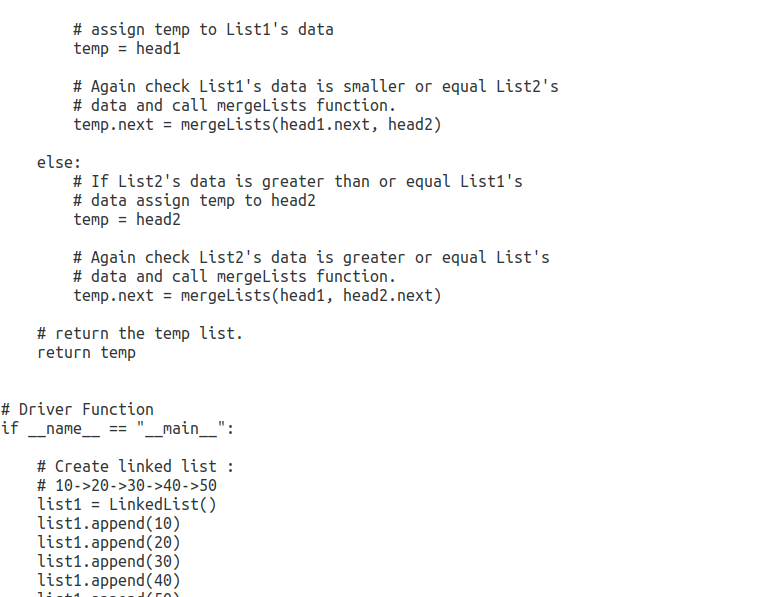 # assign temp to List1's data
temp = head1
# Again check List1's data is smaller or equal List2's
# data and call mergeLists function.
temp.next = mergeLists(head1.next, head2)
else:
# If List2's data is greater than or equal List1's
# data assign temp to head2
temp = head2
# Again check List2's data is greater or equal List's
# data and call mergeLists function.
temp.next = mergeLists(head1, head2.next)
# return the temp list.
return temp
# Driver Function
if __name__ == "__main__":
# Create linked list :
# 10->20->30->40->50
list1 = LinkedList()
list1.append(10)
list1.append(20)
list1.append(30)
list1.append(40)
list1.append(50)